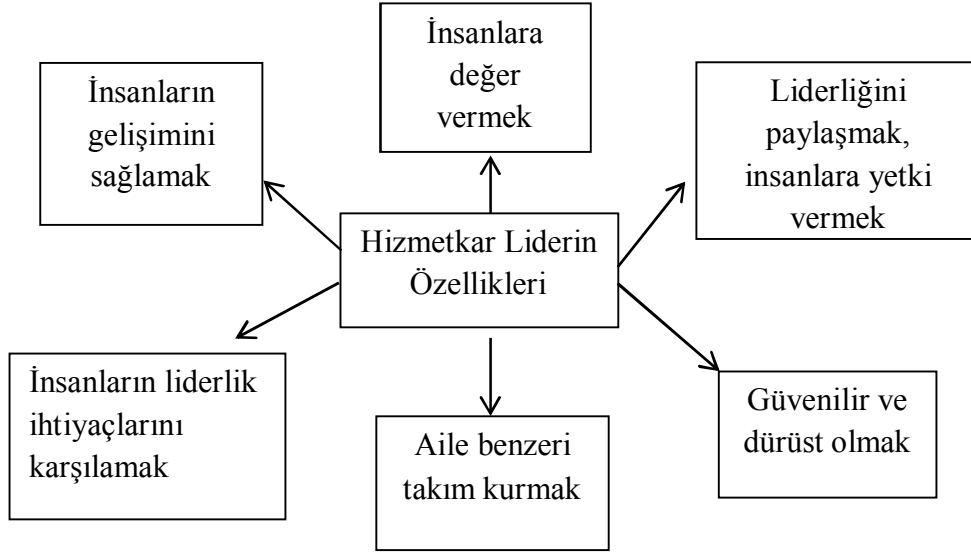 İnsanlara
değer
vermek
İnsanların
gelişimini
sağlamak
Liderliğini
paylaşmak,
insanlara yetki
vermek
Hizmetkar Liderin
Özellikleri
İnsanların liderlik
ihtiyaçlarını
karşılamak
Aile benzeri
takım kurmak
Güvenilir ve
dürüst olmak